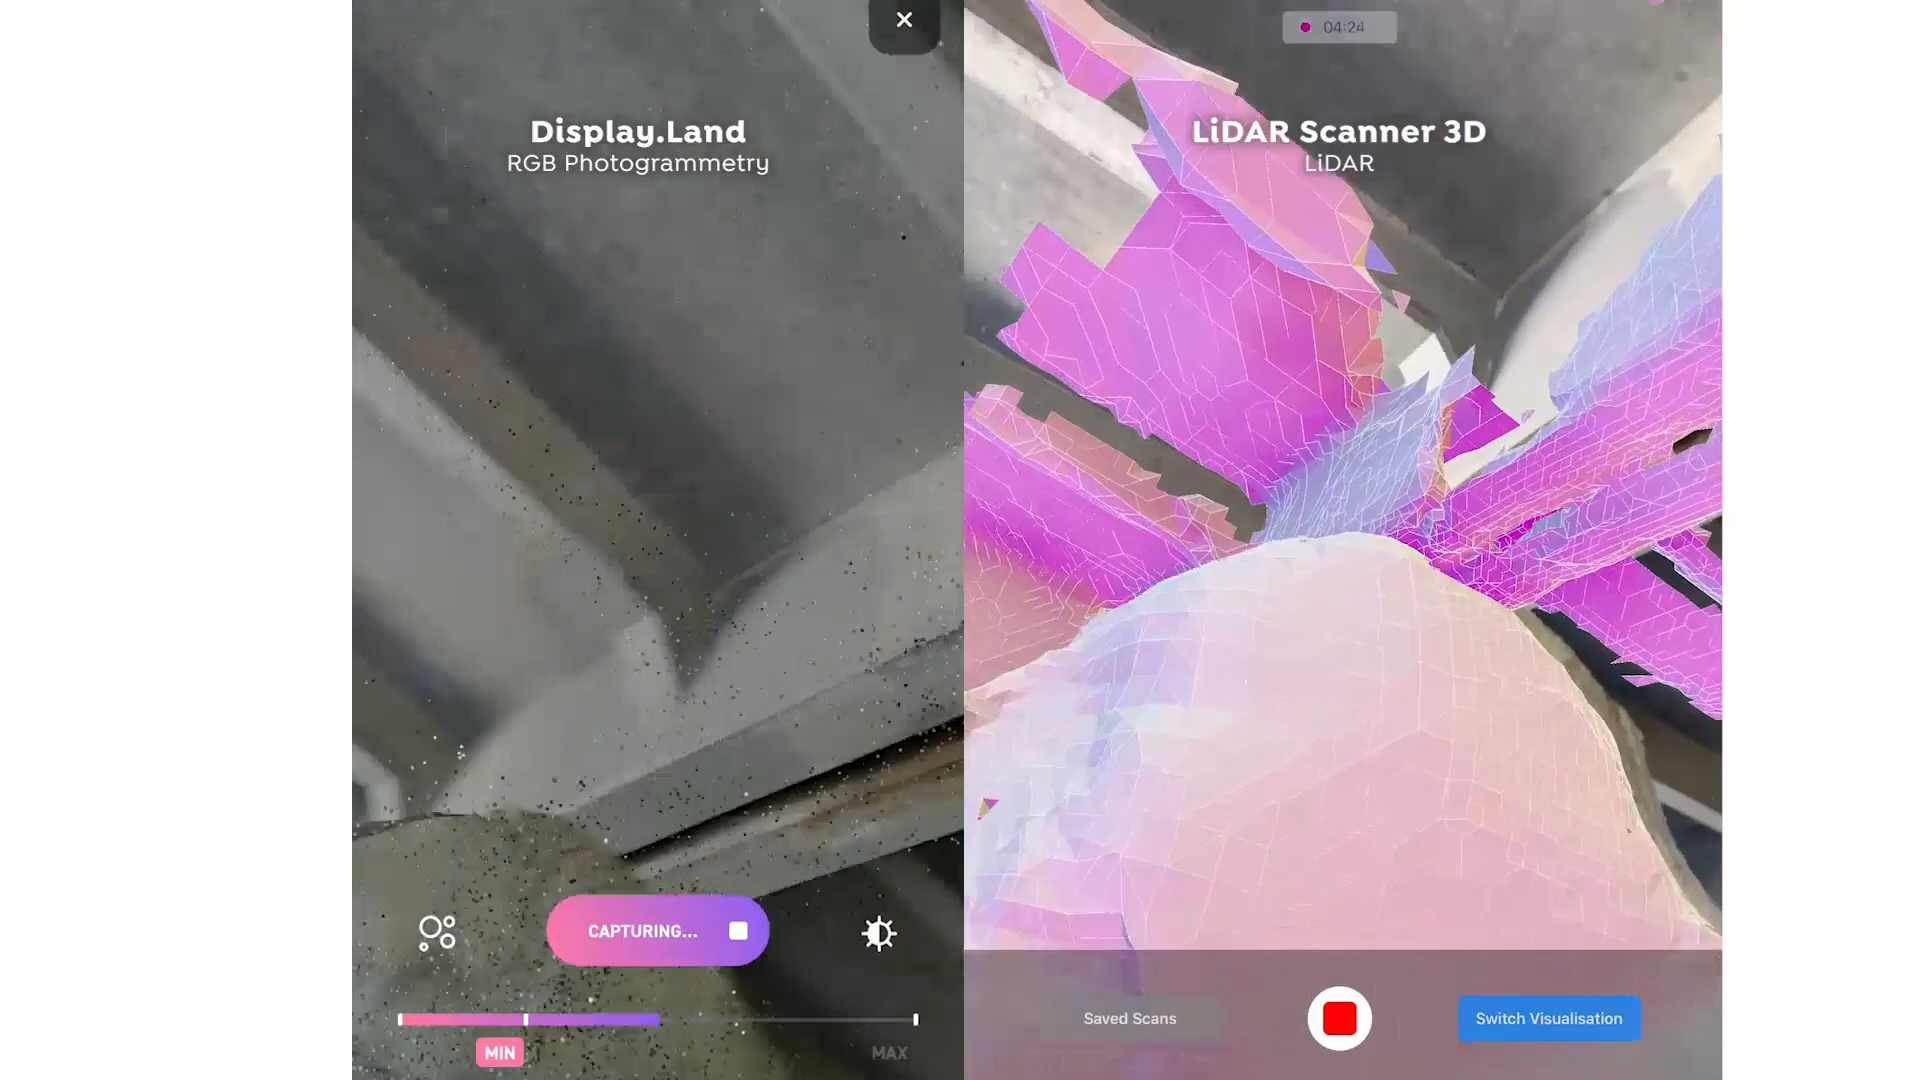 Display.Land
RGB Photogrammetry
CAPTURING...
MIN
MAX
04:24
LiDAR Scanner 3D
LiDAR
Saved Scans
Switch Visualisation